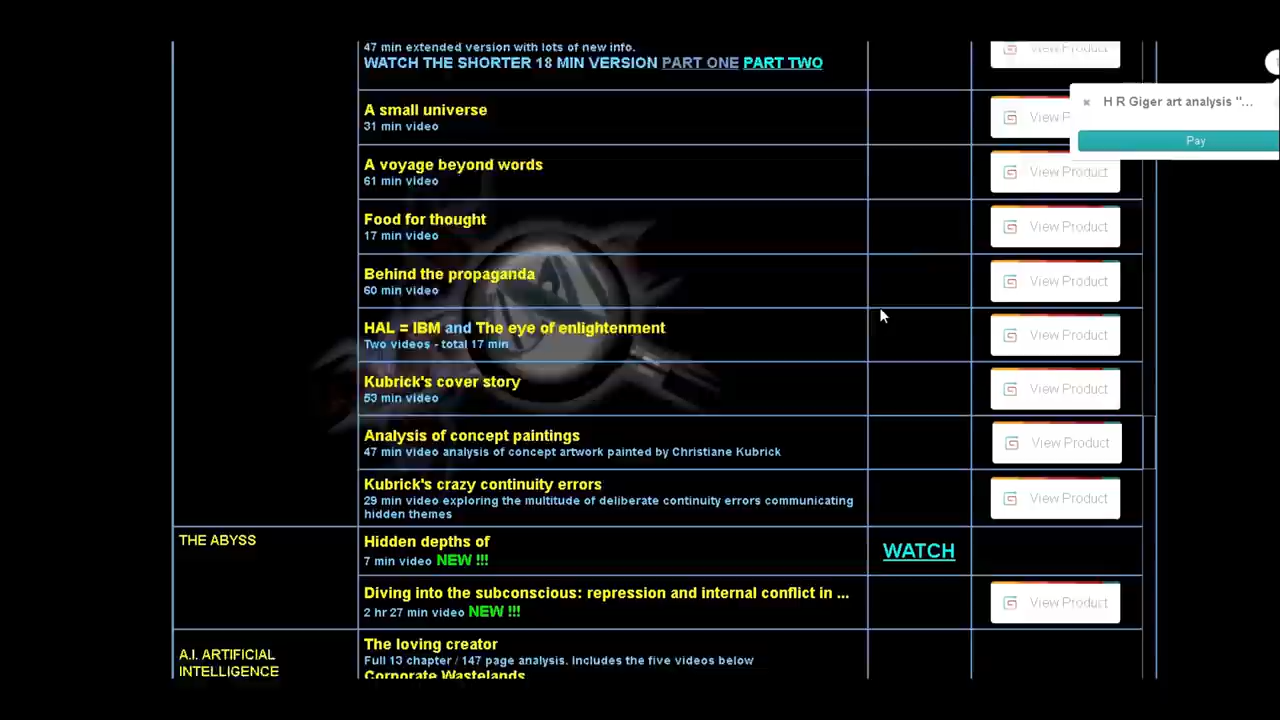 47 min extended version with lots of new info.
WATCH THE SHORTER 18 MIN VERSION PART ONE PART TWO
View Product
A small universe
31 min video
View P
H R Giger art analysis "...
Pay
A voyage beyond words
61 min video
View Product
Food for thought
17 min video
View Product
Behind the propaganda
60 min video
View Product
HAL = IBM and The eye of enlightenment
Two videos - total 17 min
View Product
Kubrick's cover story
53 min video
View Product
Analysis of concept paintings
47 min video analysis of concept artwork painted by Christiane Kubrick
View Product
Kubrick's crazy continuity errors
29 min video exploring the multitude of deliberate continuity errors communicating
hidden themes
View Product
THE ABYSS
Hidden depths of
7 min video NEW !!!
WATCH
Diving into the subconscious: repression and internal conflict in ...
2 hr 27 min video NEW !!!
View Product
A.I. ARTIFICIAL
INTELLIGENCE
The loving creator
Full 13 chapter / 147 page analysis. Includes the five videos below
Corporate Wastelands